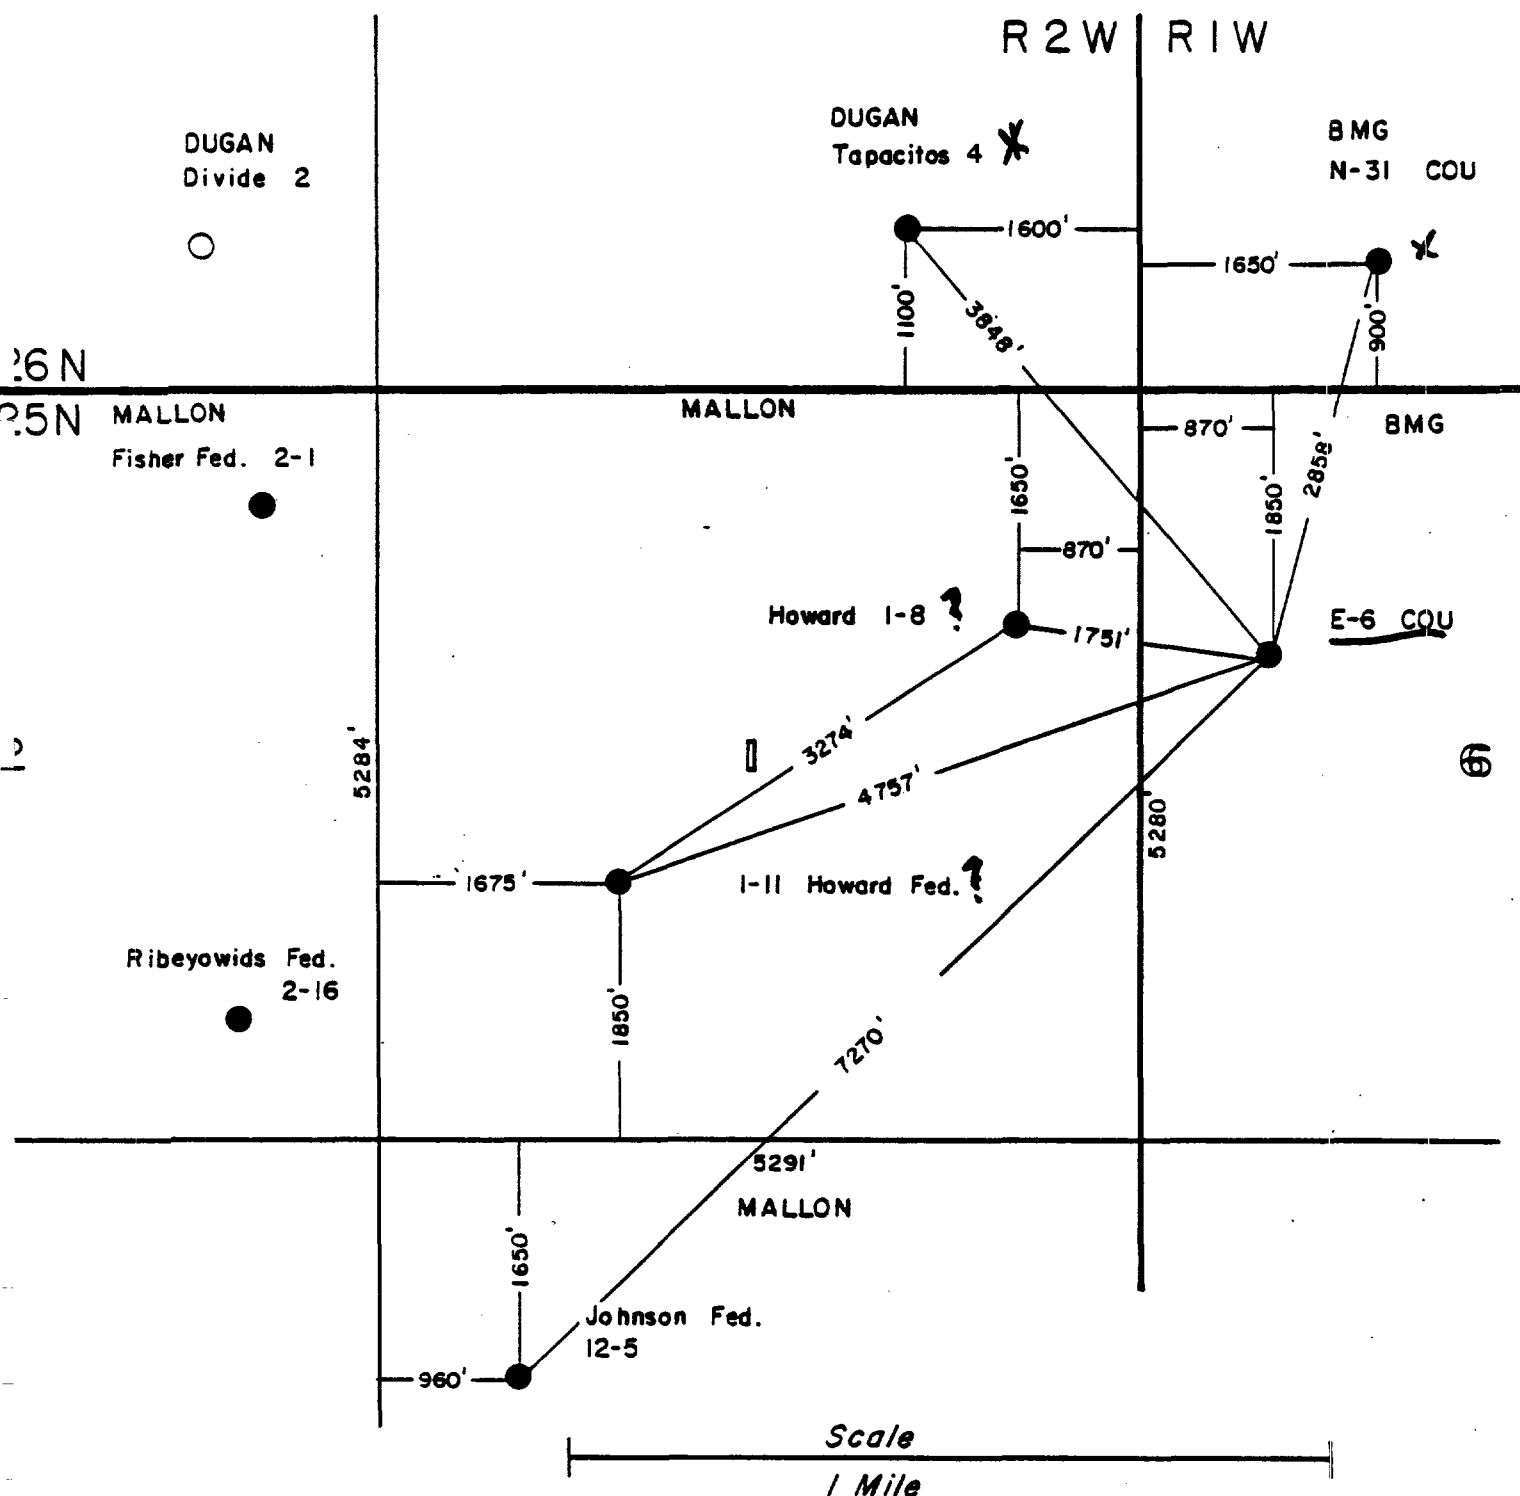 R2W R1W
DUGAN
Tapacitos 4
BMG
N-31 COU
DUGAN
Divide 2
1600'
1650'
1100'
3848'
900'
26N
25N
MALLON
Fisher Fed. 2-1
MALLON
BMG
870'
1650'
1850'
2858'
870'
Howard 1-8 ?
1751'
E-6 COU
5284'
3274'
1
6
4757'
5280'
1675'
1-11 Howard Fed. ?
Ribeyowids Fed.
2-16
1850'
7270'
5291'
MALLON
1650'
Johnson Fed.
12-5
960'
Scale
1 Mile